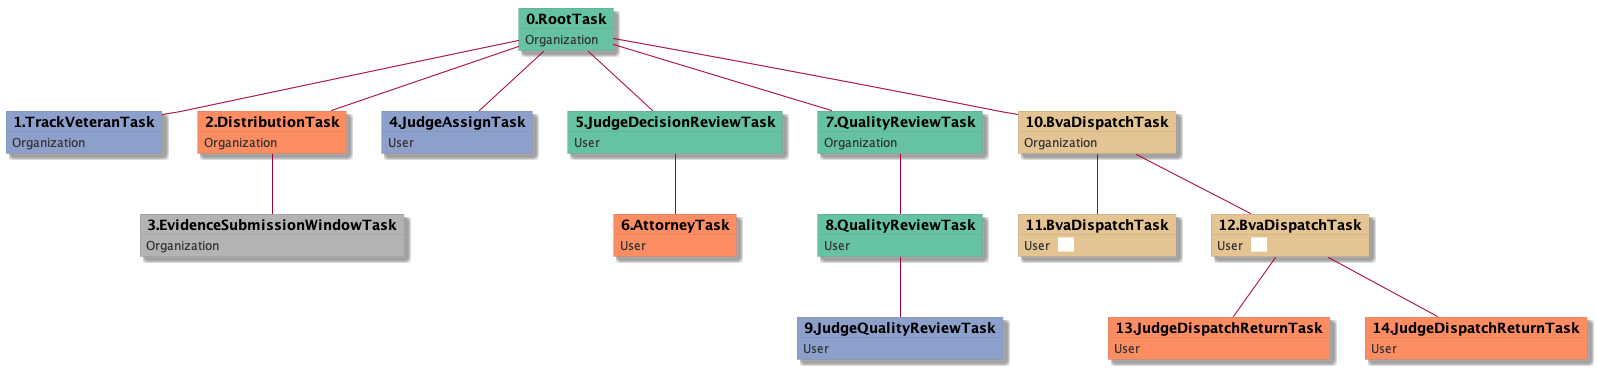 0.RootTask
Organization
1.TrackVeteranTask
Organization
2.DistributionTask
Organization
4.JudgeAssignTask
User
5.JudgeDecisionReviewTask
User
7.QualityReviewTask
Organization
10.BvaDispatchTask
Organization
3.EvidenceSubmissionWindowTask
Organization
6.AttorneyTask
User
8.QualityReviewTask
User
11.BvaDispatchTask
User
12.BvaDispatchTask
User
9.JudgeQualityReviewTask
User
13.JudgeDispatchReturnTask
User
14.JudgeDispatchReturnTask
User